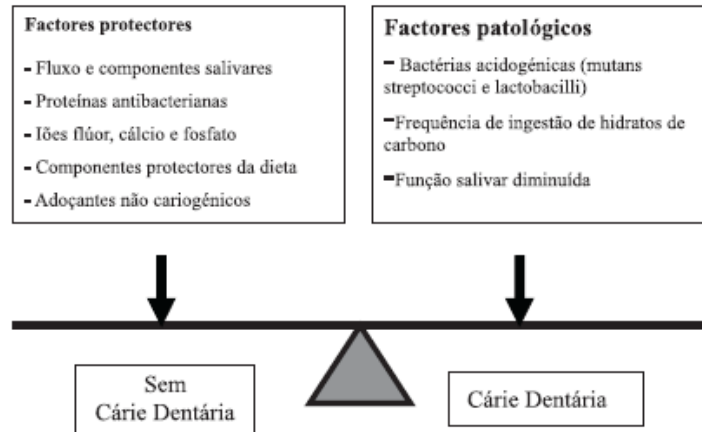 Factores protectores
- Fluxo e componentes salivares
- Proteínas antibacterianas
- Iões flúor, cálcio e fosfato
- Componentes protectores da dieta
- Adoçantes não cariogénicos
Factores patológicos
- Bactérias acidogénicas (mutans
streptococci e lactobacilli)
-Frequência de ingestão de hidratos de
carbono
-Função salivar diminuída
Sem
Cárie Dentária
Cárie Dentária